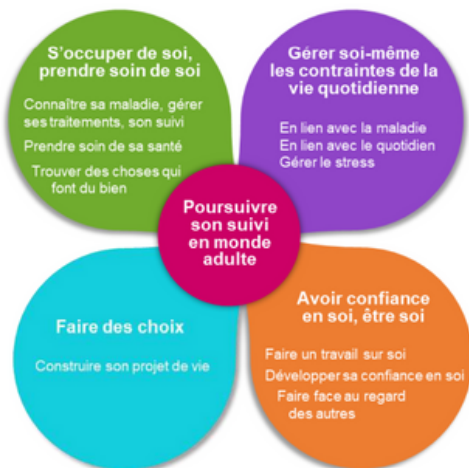 S'occuper de soi,
prendre soin de soi
Connaître sa maladie, gérer
ses traitements, son suivi
Prendre soin de sa santé
Trouver des choses qui
font du bien
Gérer soi-même
les contraintes de la
vie quotidienne
En lien avec la maladie
En lien avec le quotidien
Gérer le stress
Poursuivre
son suivi
en monde
adulte
Faire des choix
Construire son projet de vie
Avoir confiance
en soi, être soi
Faire un travail sur soi
Développer sa confiance en soi
Faire face au regard
des autres